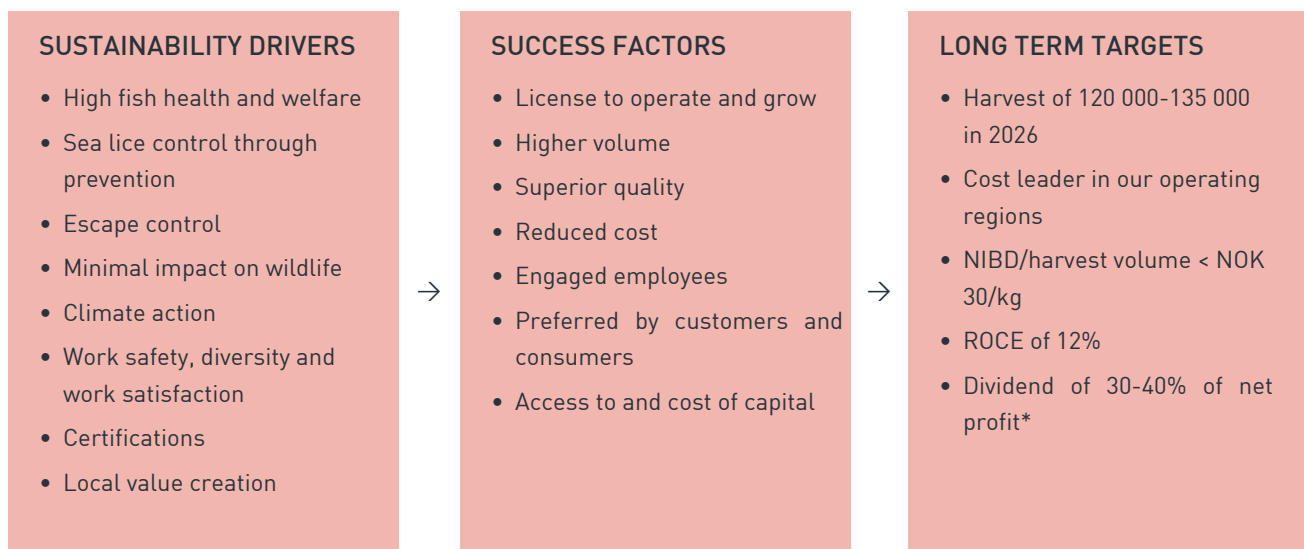 SUSTAINABILITY DRIVERS
• High fish health and welfare
• Sea lice control through
prevention
• Escape control
• Minimal impact on wildlife
• Climate action
• Work safety, diversity and
work satisfaction
• Certifications
• Local value creation
→
SUCCESS FACTORS
• License to operate and grow
• Higher volume
• Superior quality
• Reduced cost
• Engaged employees
• Preferred by customers and
consumers
• Access to and cost of capital
→
LONG TERM TARGETS
• Harvest of 120 000-135 000
in 2026
• Cost leader in our operating
regions
• NIBD/harvest volume < NOK
30/kg
• ROCE of 12%
• Dividend of 30-40% of net
profit*